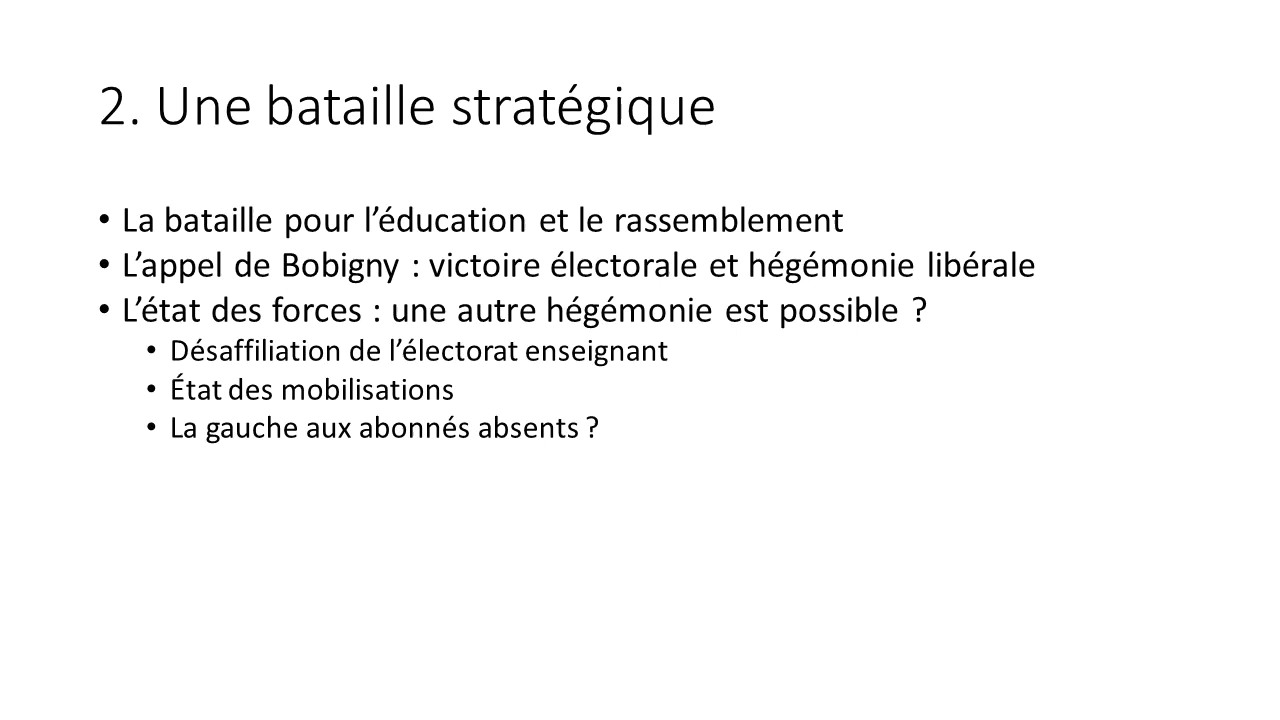 2. Une bataille stratégique
• La bataille pour l’éducation et le rassemblement
• L’appel de Bobigny : victoire électorale et hégémonie libérale
• L’état des forces : une autre hégémonie est possible ?
• Désaffiliation de l’électorat enseignant
• État des mobilisations
• La gauche aux abonnés absents ?